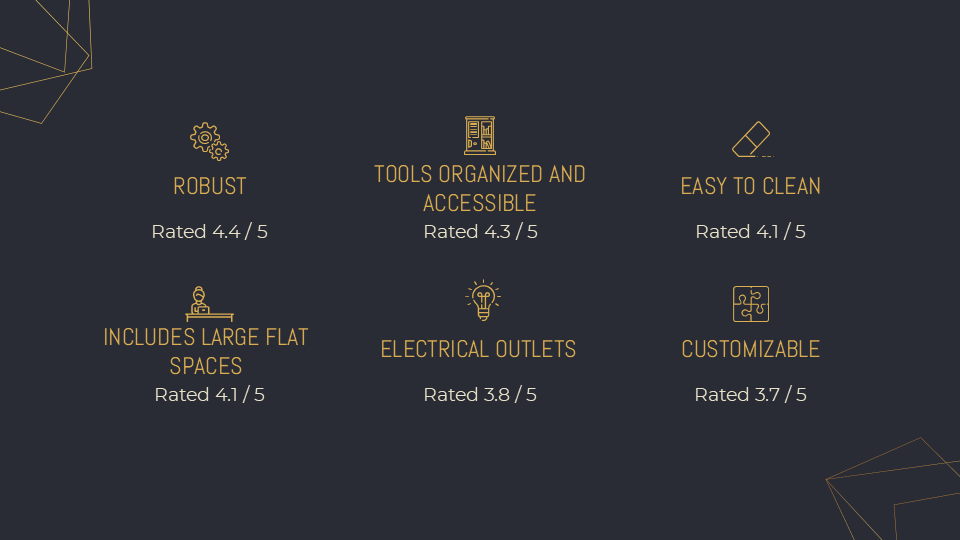 ROBUST
Rated 4.4 / 5
TOOLS ORGANIZED AND
ACCESSIBLE
Rated 4.3 / 5
EASY TO CLEAN
Rated 4.1 / 5
INCLUDES LARGE FLAT
SPACES
Rated 4.1 / 5
ELECTRICAL OUTLETS
Rated 3.8 / 5
CUSTOMIZABLE
Rated 3.7 / 5